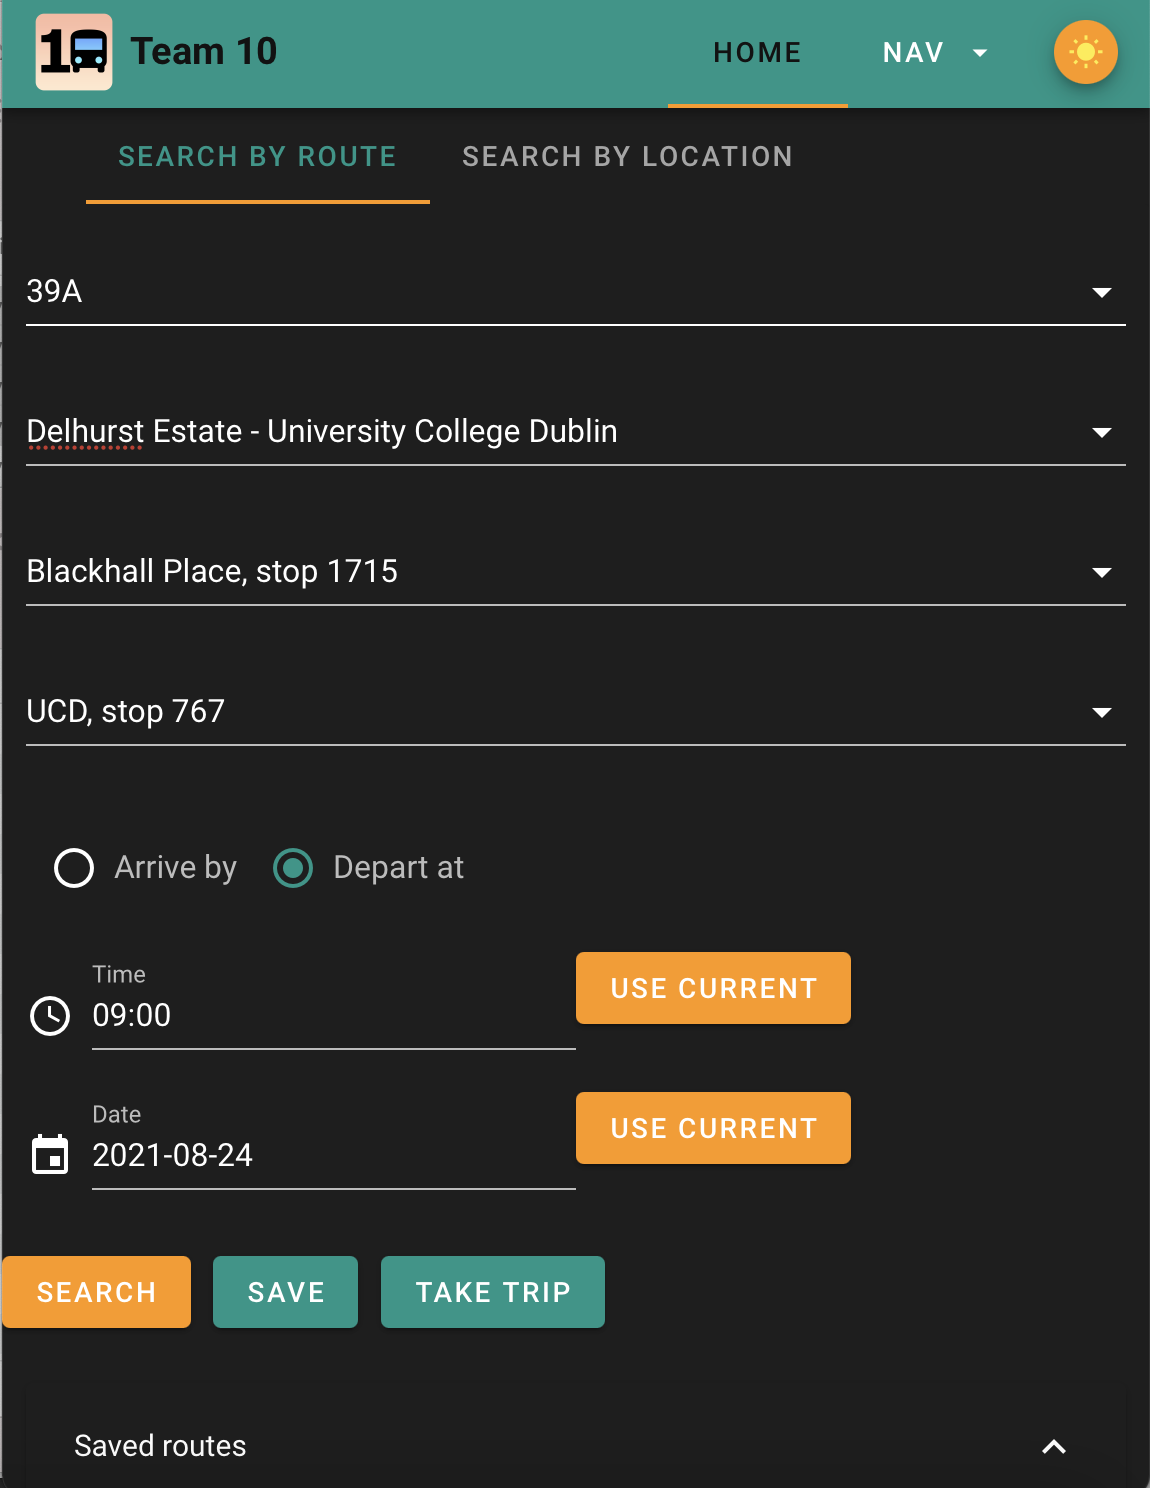 10 Team 10 HOME NAV
SEARCH BY ROUTE SEARCH BY LOCATION
39A
Delhurst Estate - University College Dublin
Blackhall Place, stop 1715
UCD, stop 767
Arrive by Depart at
Time
09:00
USE CURRENT
Date
2021-08-24
USE CURRENT
SEARCH SAVE TAKE TRIP
Saved routes